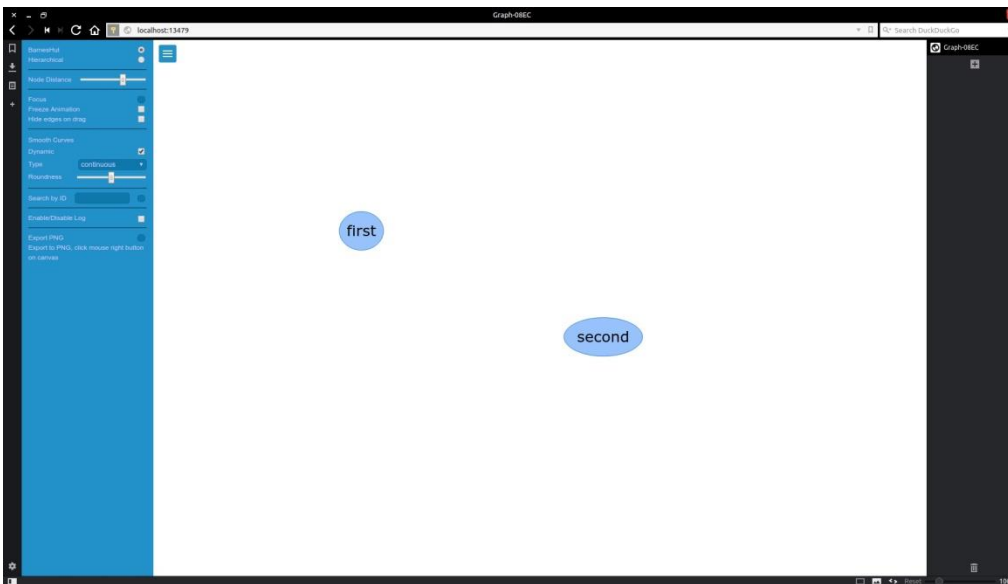 Graph-08EC
localhost:13479
Search DuckDuckGo
Graph-08EC
BarnesHut
Hierarchical
Node Distance
Focus
Freeze Animation
Hide edges on drag
Smooth Curves
Dynamic
Type continuous
Roundness
Search by ID
Enable/Disable Log
Export PNG
Export to PNG, click mouse right button
on canvas
first
second
Reset